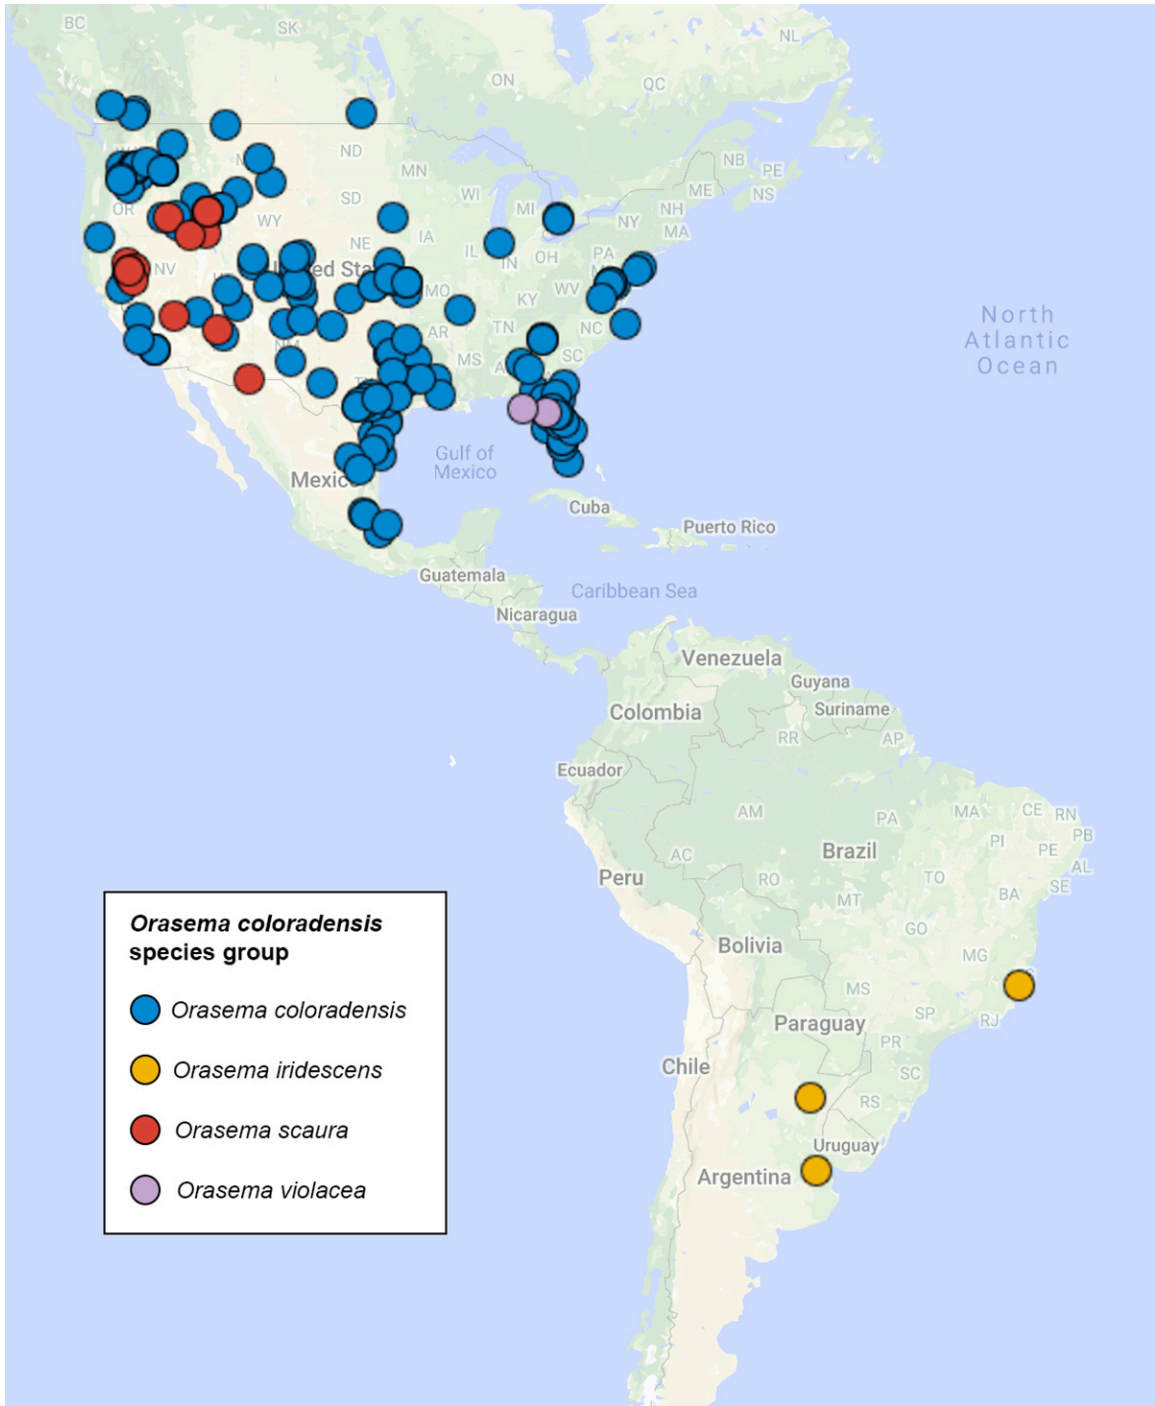 BC
SK
NL
ON
QC
ND
MN
NB
PE
NS
ME
WI
SD
MI
NH
MA
NY
OR
WY
NE
IA
IL
IN
OH
PA
NV
MO
WV
KY
TN
NC
AR
SC
MS
NM
North
Atlantic
Ocean
Gulf of
Mexico
Mexic
Cuba
Puerto Rico
Guatemala
Caribbean Sea
Nicaragua
Venezuela
Guyana
Colombia
Suriname
RR
AP
Ecuador
AM
PA
MA
CE
RN
PB
PI
PE
Brazil
AC
AL
Peru
RO
TO
SE
MT
BA
GO
Bolivia
MG
MS
SP
RJ
Paraguay
PR
Chile
SC
RS
Uruguay
Argentina
Orasema coloradensis
species group
Orasema coloradensis
Orasema iridescens
Orasema scaura
Orasema violacea